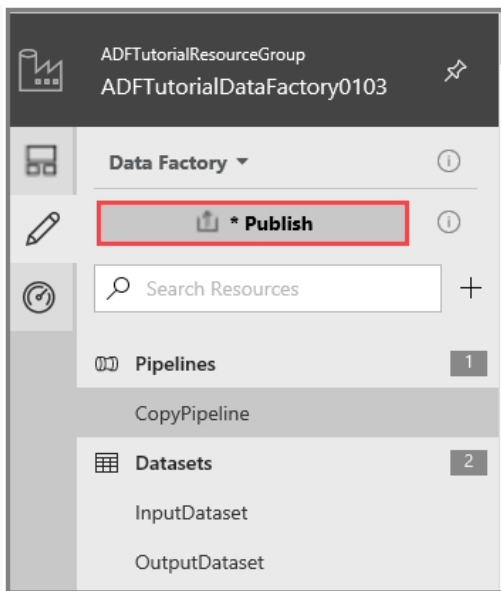 ADFTutorialResourceGroup
ADFTutorialDataFactory0103
Data Factory
* Publish
Search Resources
Pipelines 1
CopyPipeline
Datasets 2
InputDataset
OutputDataset